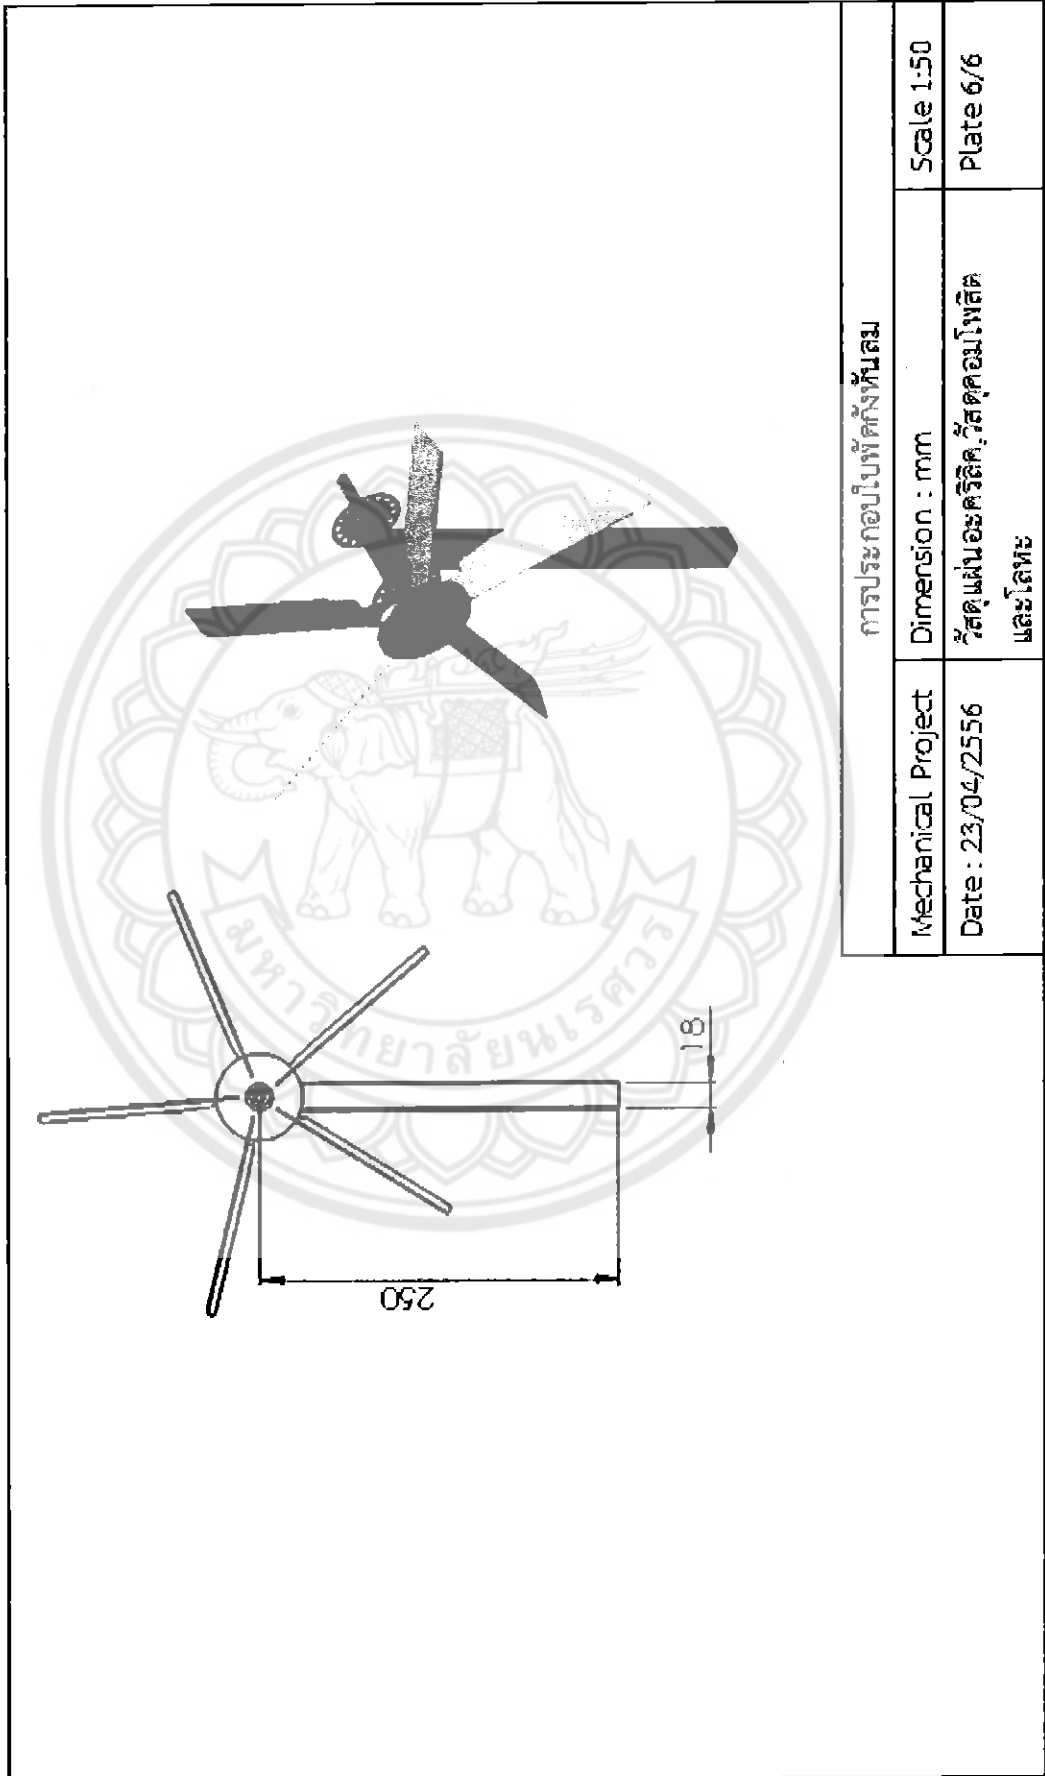 250
18
มหาวิทยาลัยนเรศวร
การประกอบใบพัดกังหันลม
Mechanical Project
Dimension : mm
Scale 1:50
Date : 23/04/2556
วัสดุแผ่นอะคริลิค,วัสดุคอมโพสิต
และโลหะ
Plate 6/6